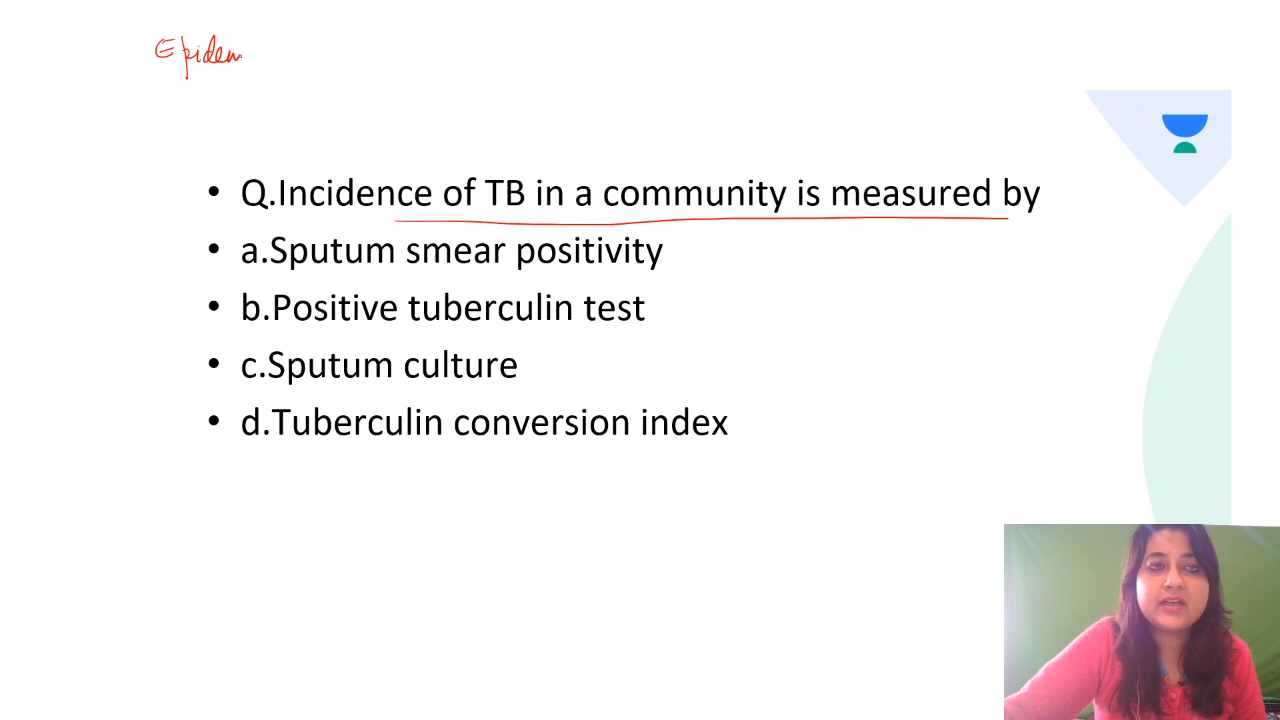 Epidem
• Q.Incidence of TB in a community is measured by
• a.Sputum smear positivity
• b.Positive tuberculin test
• c.Sputum culture
• d.Tuberculin conversion index